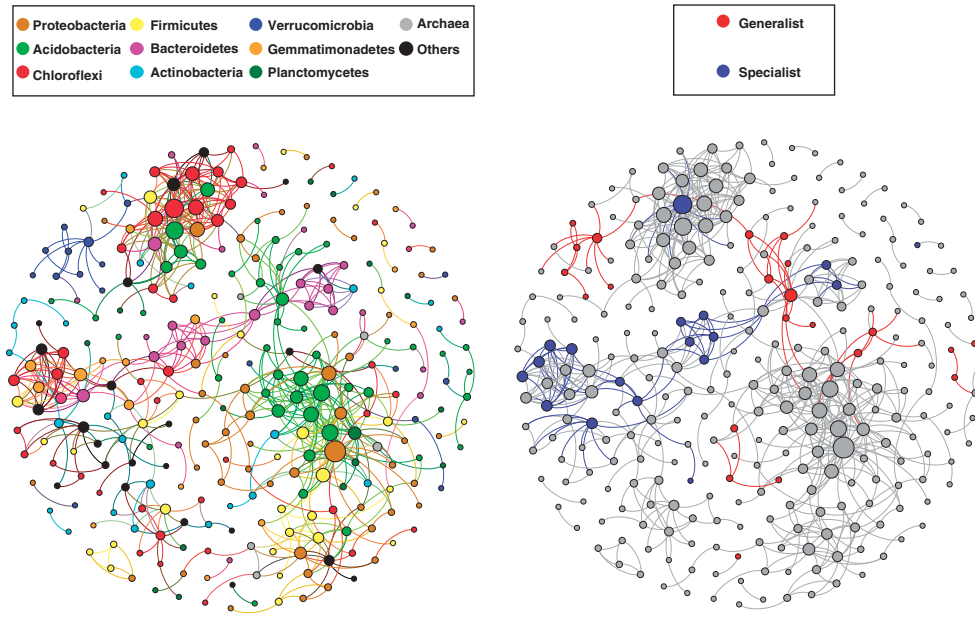 Proteobacteria Firmicutes Verrucomicrobia Archaea
Acidobacteria Bacteroidetes Gemmatimonadetes Others
Chloroflexi Actinobacteria Planctomycetes
Generalist
Specialist